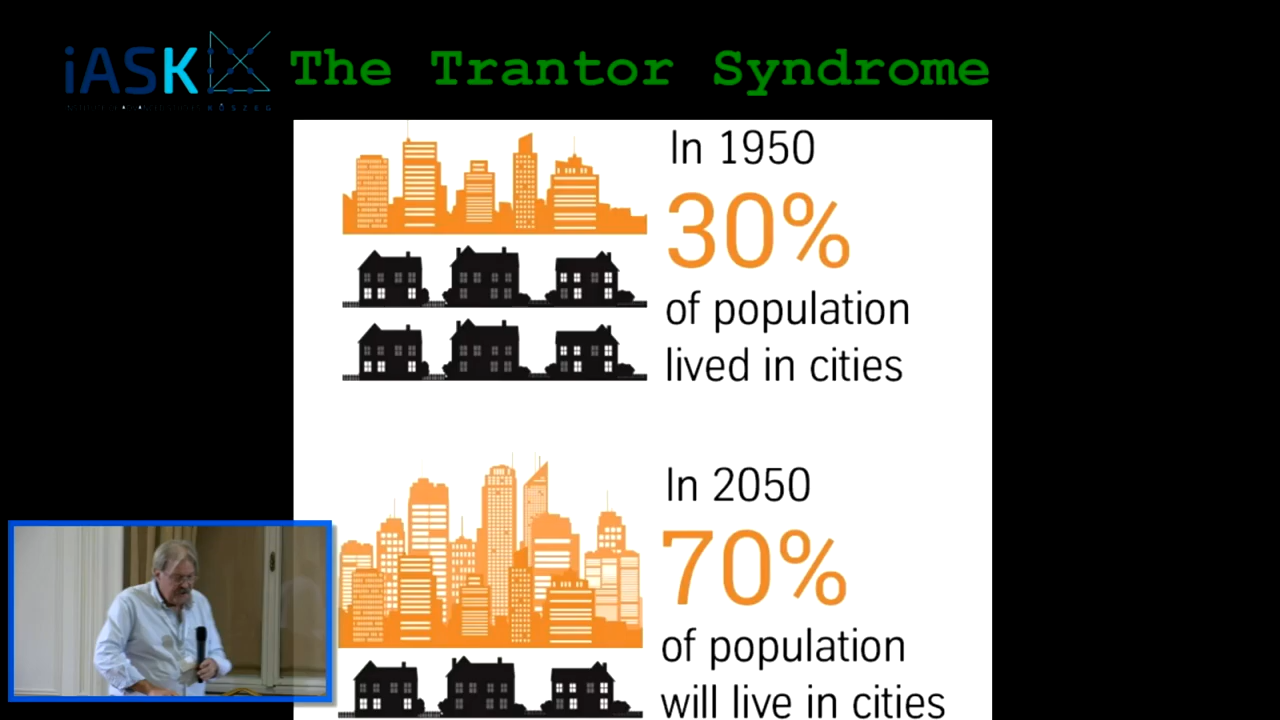 iASK
The Trantor Syndrome
KŐSZEG
In 1950
30%
of population
lived in cities
In 2050
70%
of population
will live in cities